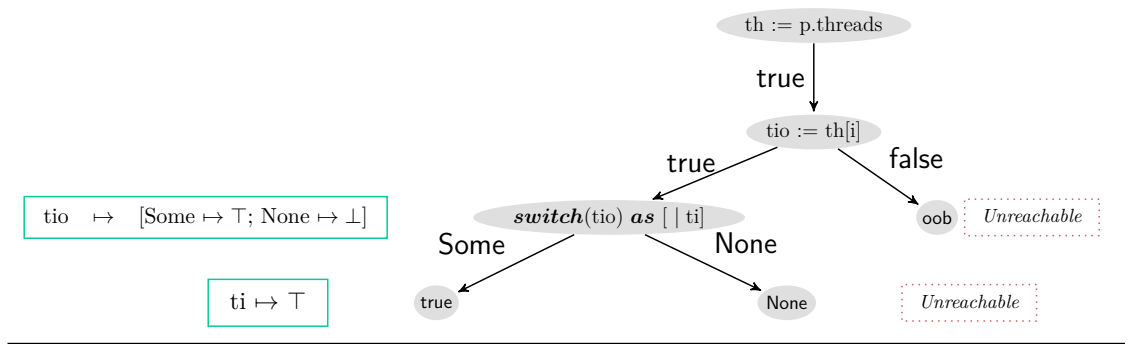 th := p.threads
true
tio := th[i]
true
false
tio ↦ [Some ↦ ⊤; None ↦ ⊥]
switch(tio) as [ | ti]
oob
Unreachable
Some
None
ti ↦ ⊤
true
None
Unreachable